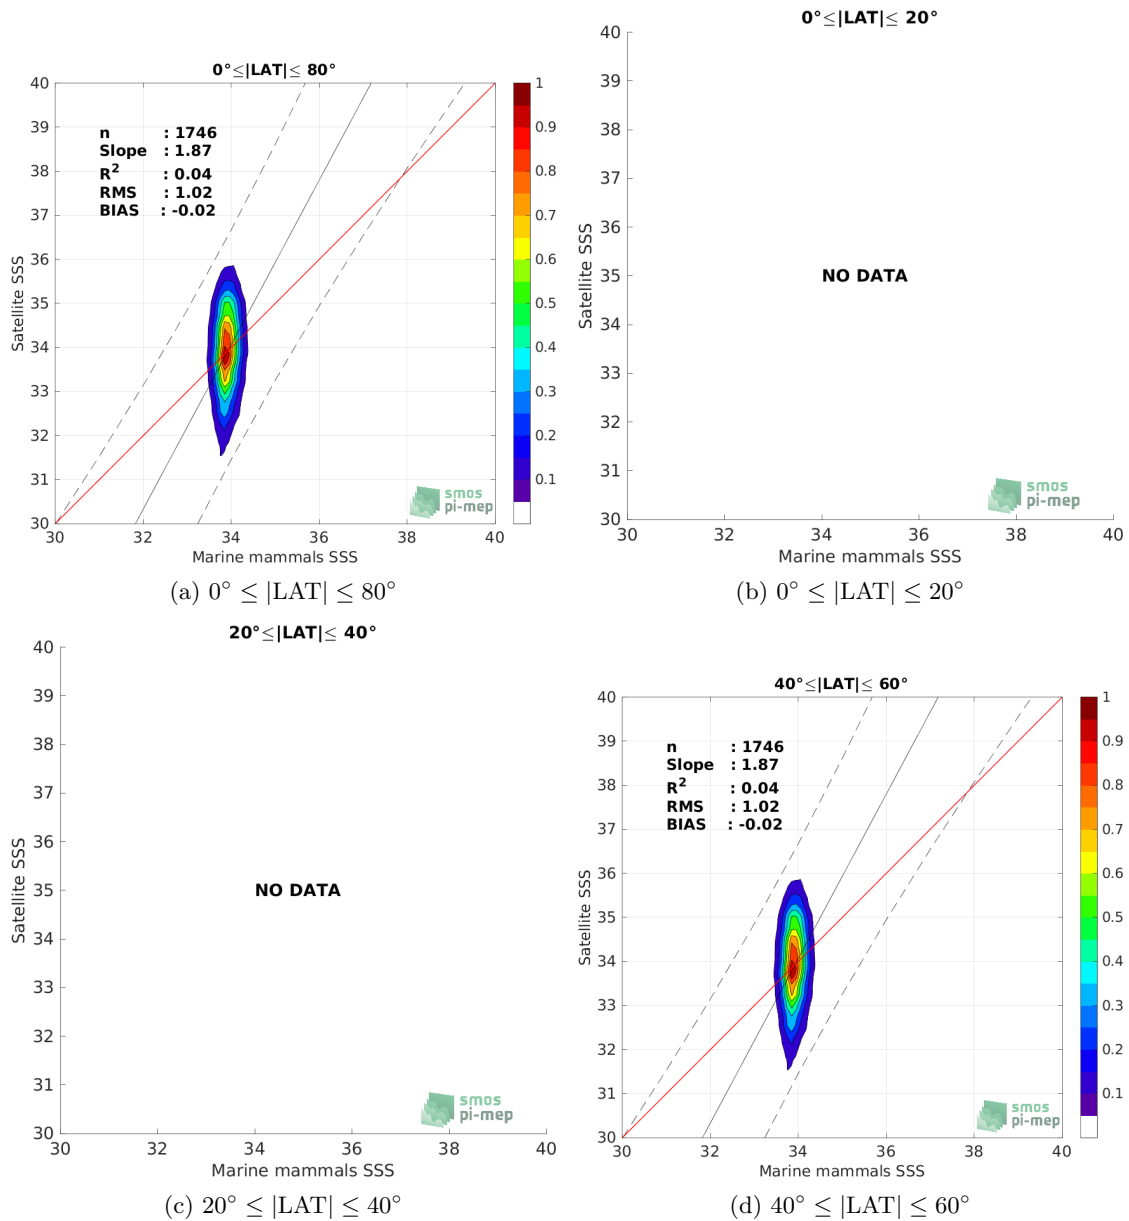 0°≤|LAT|≤ 80°
40
39
38
37
36
35
34
33
32
31
30
Satellite SSS
n : 1746
Slope : 1.87
R² : 0.04
RMS : 1.02
BIAS : -0.02
smos
pi-mep
30 32 34 36 38 40
Marine mammals SSS
1
0.9
0.8
0.7
0.6
0.5
0.4
0.3
0.2
0.1
(a) 0° ≤ |LAT| ≤ 80°
0°≤|LAT|≤ 20°
40
39
38
37
36
35
34
33
32
31
30
Satellite SSS
NO DATA
smos
pi-mep
30 32 34 36 38 40
Marine mammals SSS
(b) 0° ≤ |LAT| ≤ 20°
20°≤|LAT|≤ 40°
40
39
38
37
36
35
34
33
32
31
30
Satellite SSS
NO DATA
smos
pi-mep
30 32 34 36 38 40
Marine mammals SSS
(c) 20° ≤ |LAT| ≤ 40°
40°≤|LAT|≤ 60°
40
39
38
37
36
35
34
33
32
31
30
Satellite SSS
n : 1746
Slope : 1.87
R² : 0.04
RMS : 1.02
BIAS : -0.02
smos
pi-mep
30 32 34 36 38 40
Marine mammals SSS
1
0.9
0.8
0.7
0.6
0.5
0.4
0.3
0.2
0.1
(d) 40° ≤ |LAT| ≤ 60°